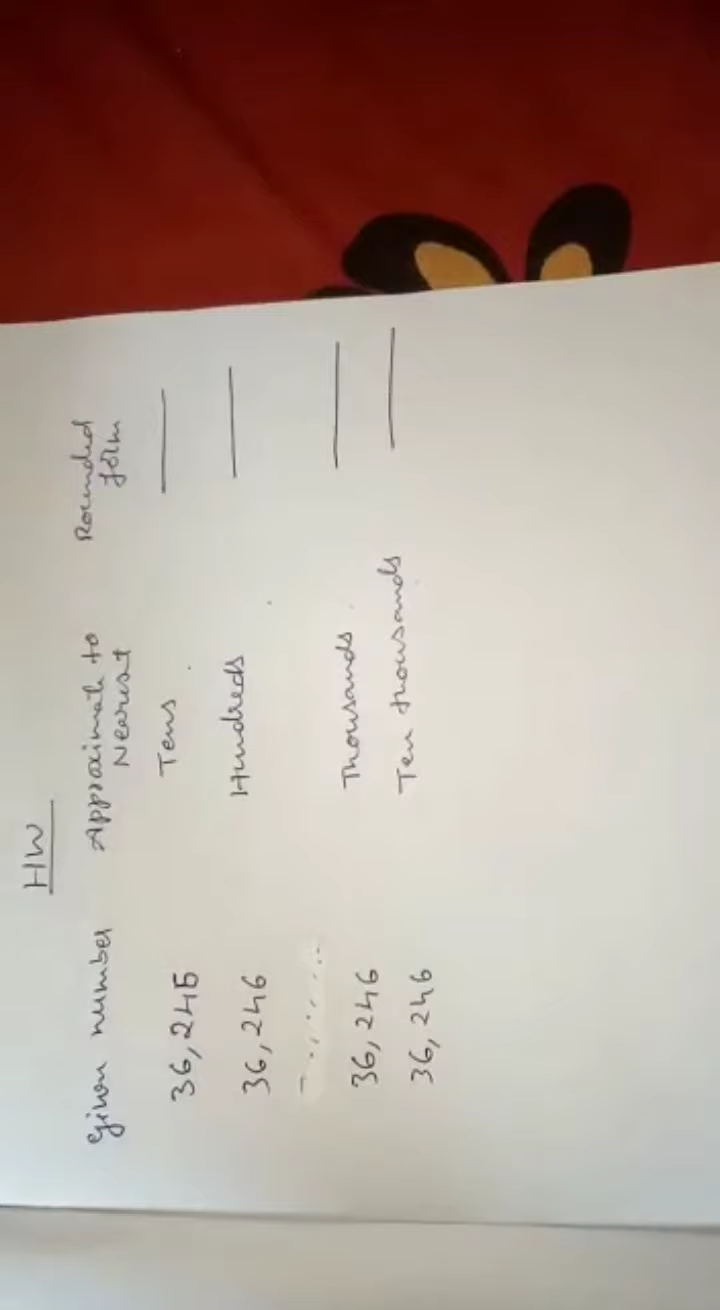 HW
Given number Approximate to Nearest Rounded form
36,245 Tens
36,246 Hundreds
36,246 Thousands
36,246 Ten thousands